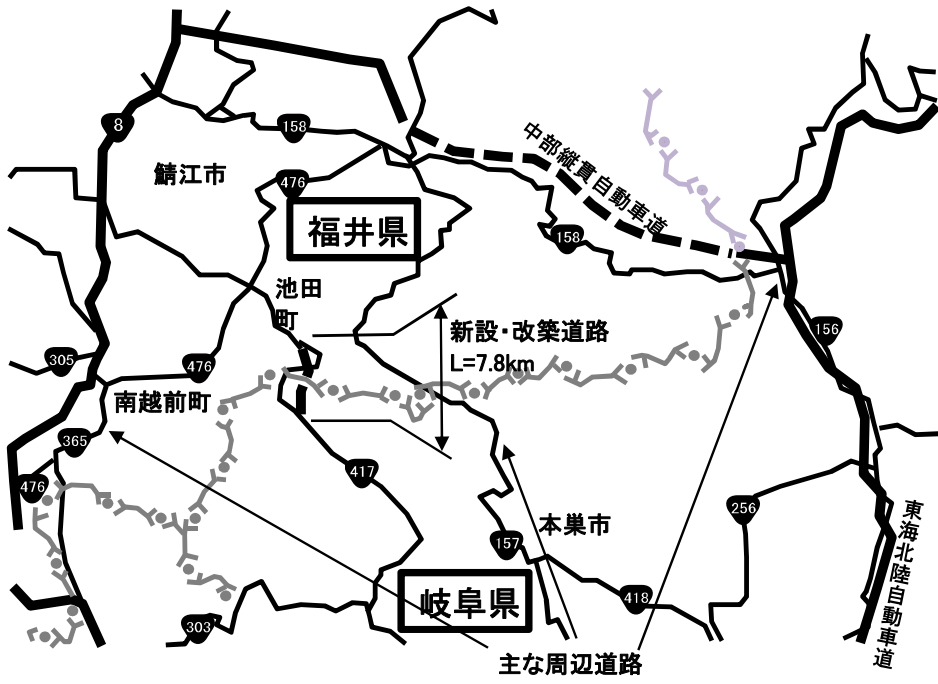 8
158
中部縦貫自動車道
鯖江市
476
福井県
158
池田
町
新設・改築道路
L=7.8km
156
305
476
南越前町
365
417
476
256
本巣市
157
東海北陸自動車道
岐阜県
418
303
主な周辺道路